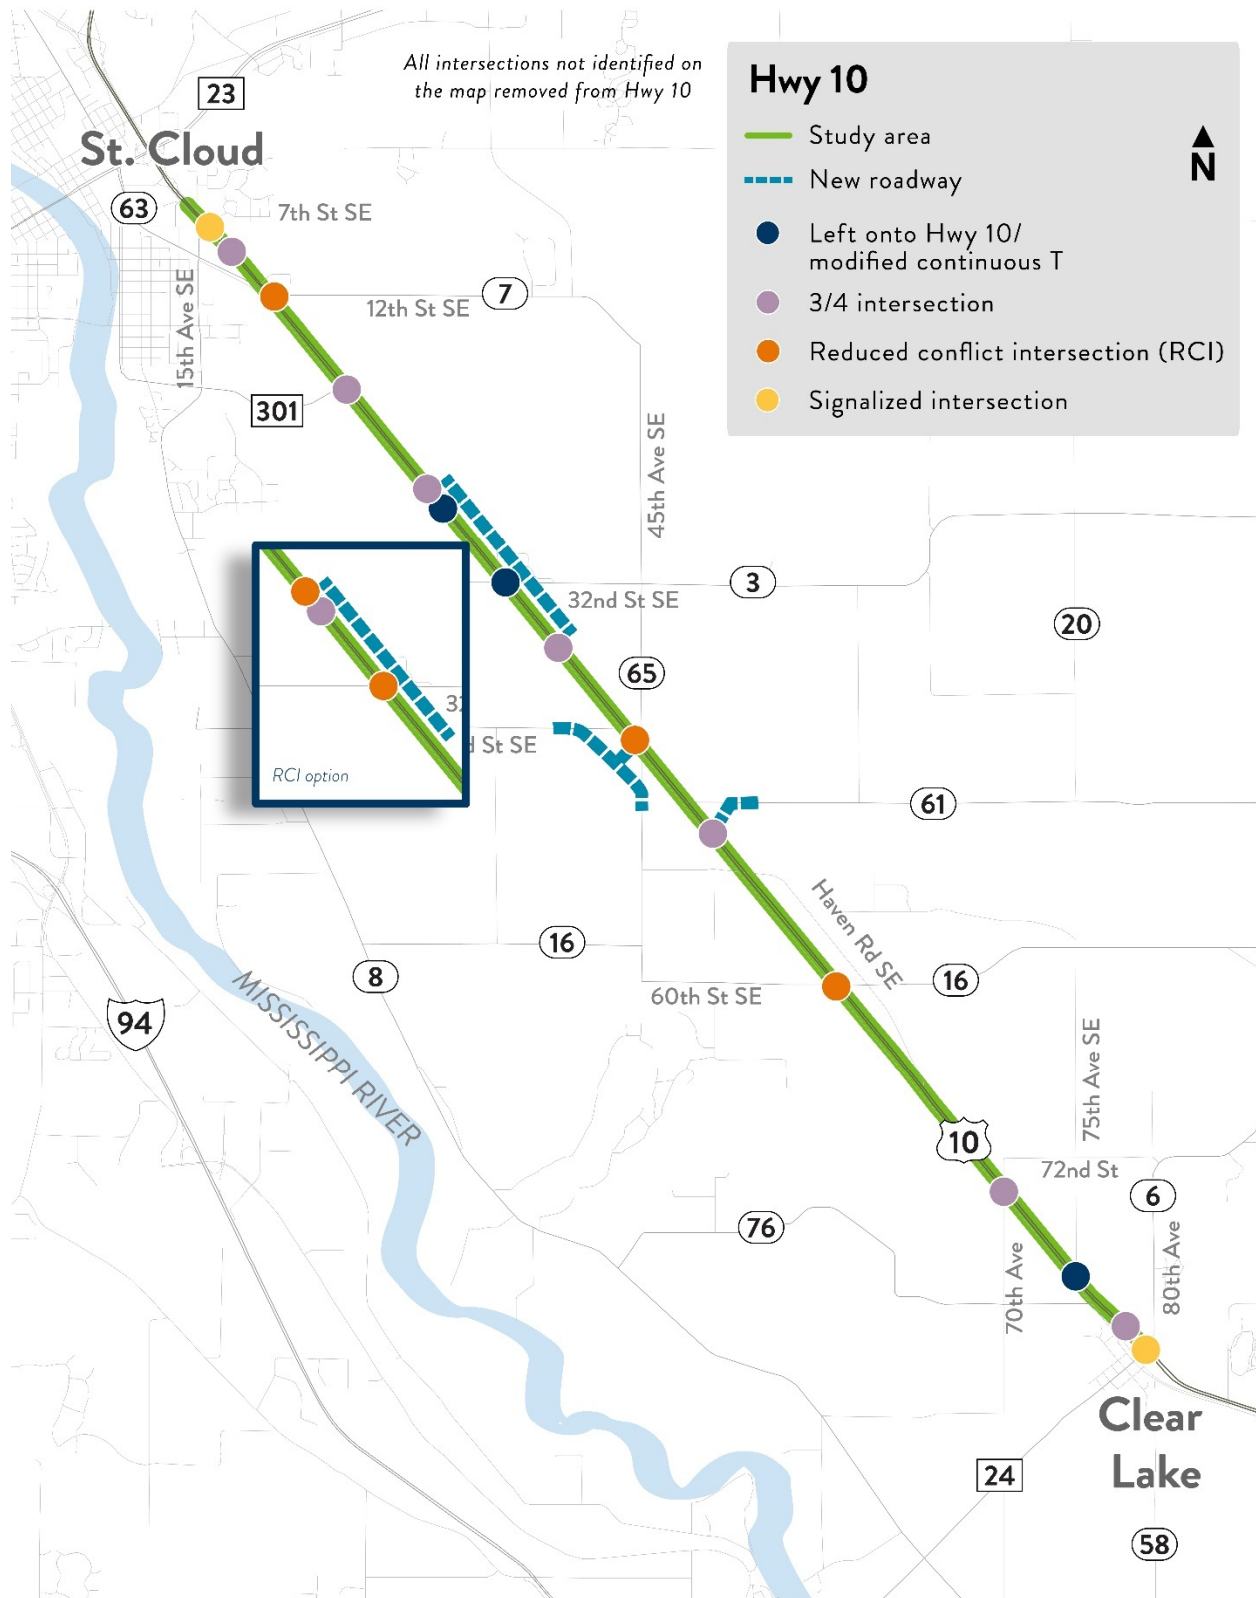 All intersections not identified on
the map removed from Hwy 10
Hwy 10
Study area
New roadway
Left onto Hwy 10/
modified continuous T
3/4 intersection
Reduced conflict intersection (RCI)
Signalized intersection
N
23
St. Cloud
63
7th St SE
15th Ave SE
12th St SE
7
301
45th Ave SE
32nd St SE
3
20
65
32
d St SE
RCI option
61
Haven Rd SE
16
8
60th St SE
16
94
MISSISSIPPI RIVER
75th Ave SE
10
72nd St
6
76
70th Ave
80th Ave
Clear
Lake
24
58